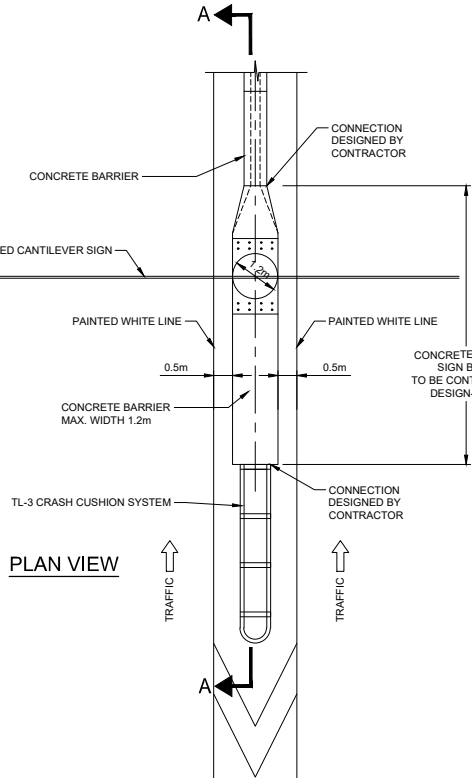 A
CONNECTION
DESIGNED BY
CONTRACTOR
CONCRETE BARRIER
ED CANTILEVER SIGN
1.2m
PAINTED WHITE LINE
PAINTED WHITE LINE
0.5m
0.5m
CONCRETE
SIGN B
TO BE CONT
DESIGN-
CONCRETE BARRIER
MAX. WIDTH 1.2m
TL-3 CRASH CUSHION SYSTEM
CONNECTION
DESIGNED BY
CONTRACTOR
PLAN VIEW
TRAFFIC
TRAFFIC
A